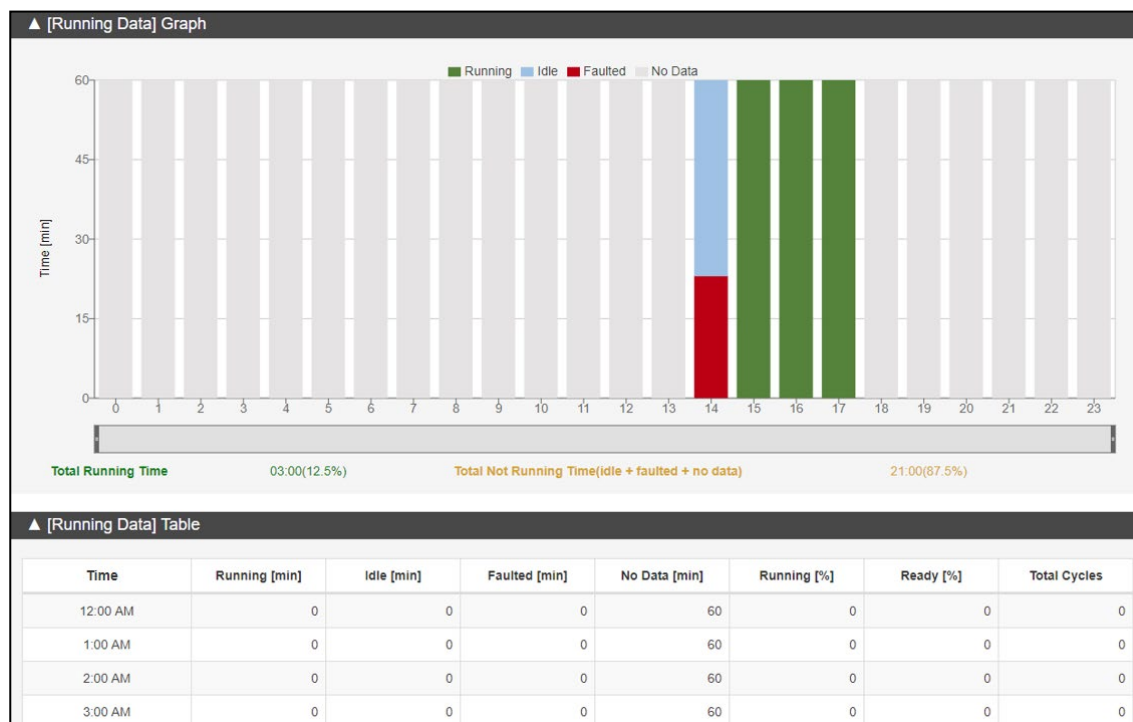 ▲ [Running Data] Graph
Running Idle Faulted No Data
60
45
30
15
0
Time [min]
0 1 2 3 4 5 6 7 8 9 10 11 12 13 14 15 16 17 18 19 20 21 22 23
Total Running Time 03:00(12.5%) Total Not Running Time(idle + faulted + no data) 21:00(87.5%)
▲ [Running Data] Table
Time Running [min] Idle [min] Faulted [min] No Data [min] Running [%] Ready [%] Total Cycles
12:00 AM 0 0 0 60 0 0 0
1:00 AM 0 0 0 60 0 0 0
2:00 AM 0 0 0 60 0 0 0
3:00 AM 0 0 0 60 0 0 0